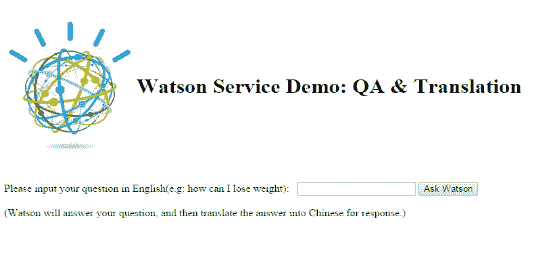 Watson Service Demo: QA & Translation
Please input your question in English(e.g: how can I lose weight): Ask Watson
(Watson will answer your question, and then translate the answer into Chinese for response.)